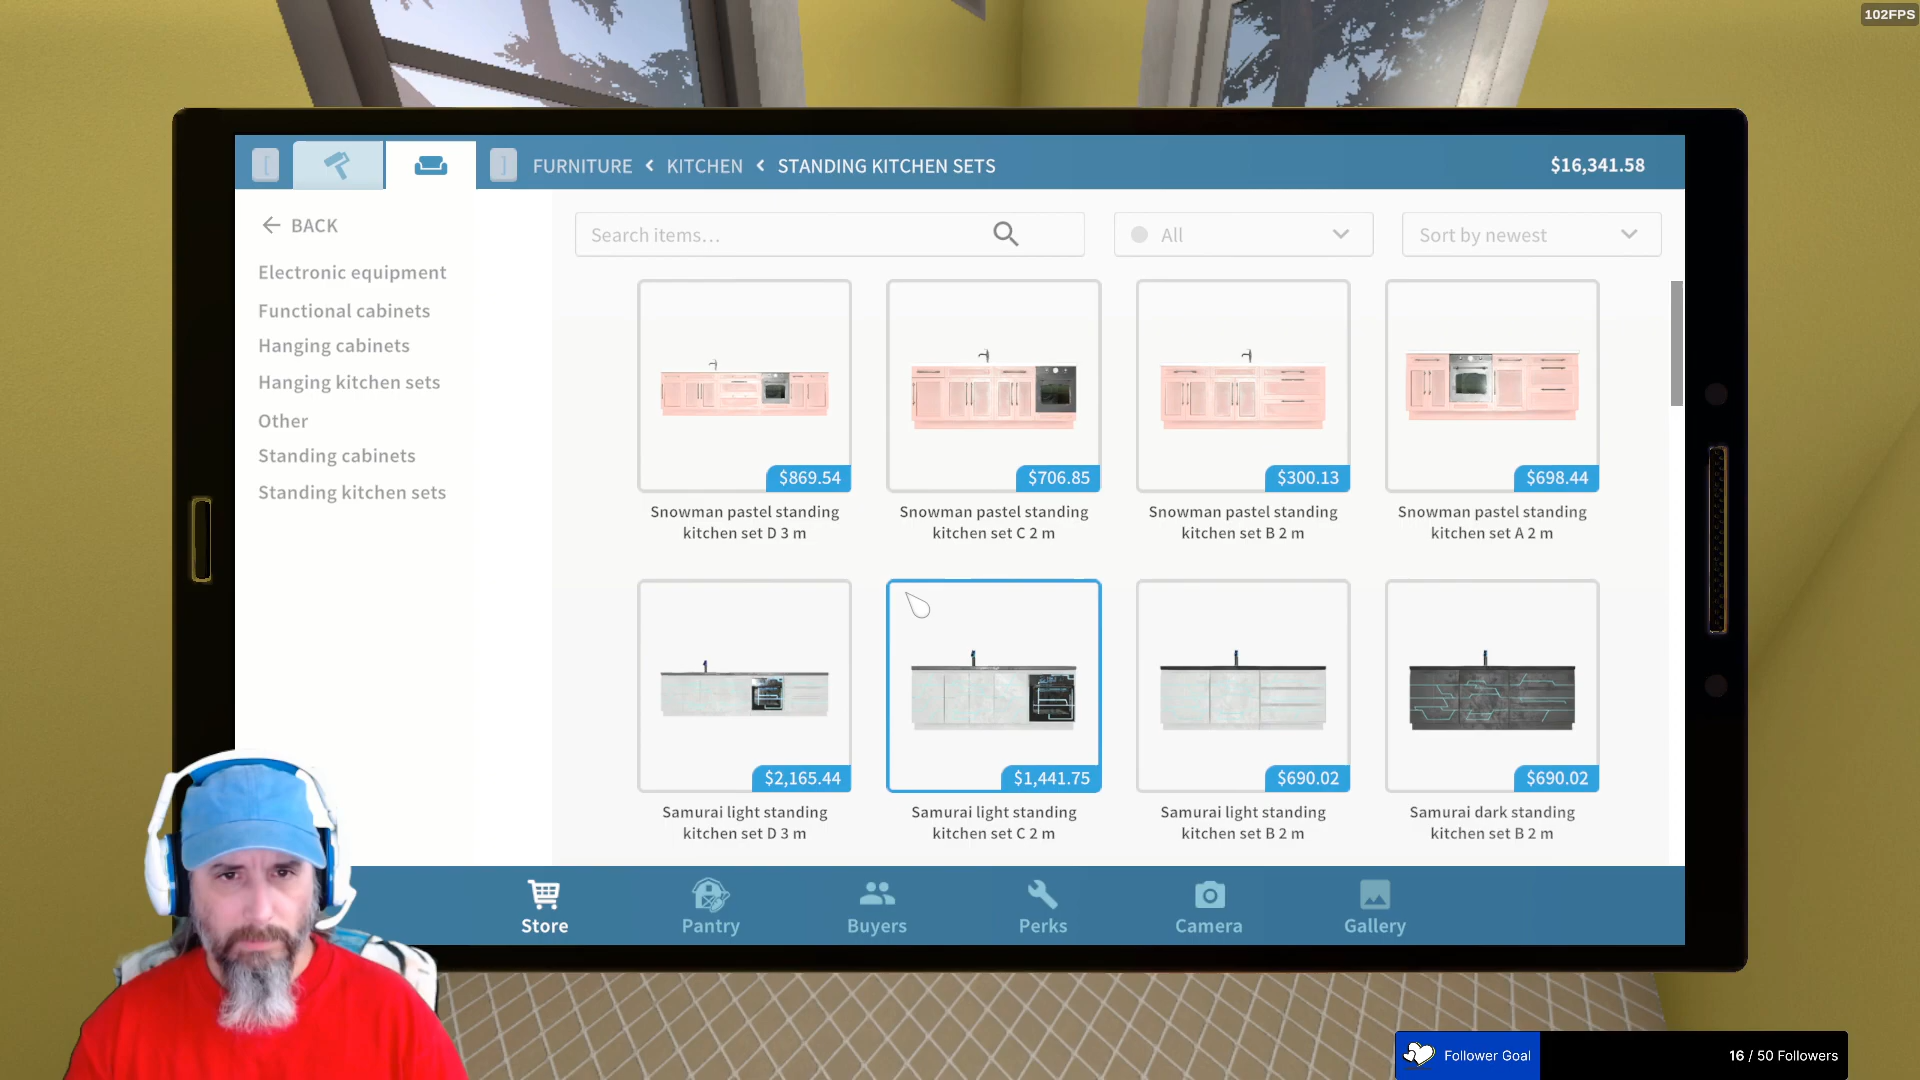 102FPS
[
]
FURNITURE < KITCHEN < STANDING KITCHEN SETS
$16,341.58
BACK
Electronic equipment
Functional cabinets
Hanging cabinets
Hanging kitchen sets
Other
Standing cabinets
Standing kitchen sets
Search items...
All
Sort by newest
$869.54
Snowman pastel standing
kitchen set D 3 m
$706.85
Snowman pastel standing
kitchen set C 2 m
$300.13
Snowman pastel standing
kitchen set B 2 m
$698.44
Snowman pastel standing
kitchen set A 2 m
$2,165.44
Samurai light standing
kitchen set D 3 m
$1,441.75
Samurai light standing
kitchen set C 2 m
$690.02
Samurai light standing
kitchen set B 2 m
$690.02
Samurai dark standing
kitchen set B 2 m
Store
Pantry
Buyers
Perks
Camera
Gallery
Follower Goal
16 / 50 Followers